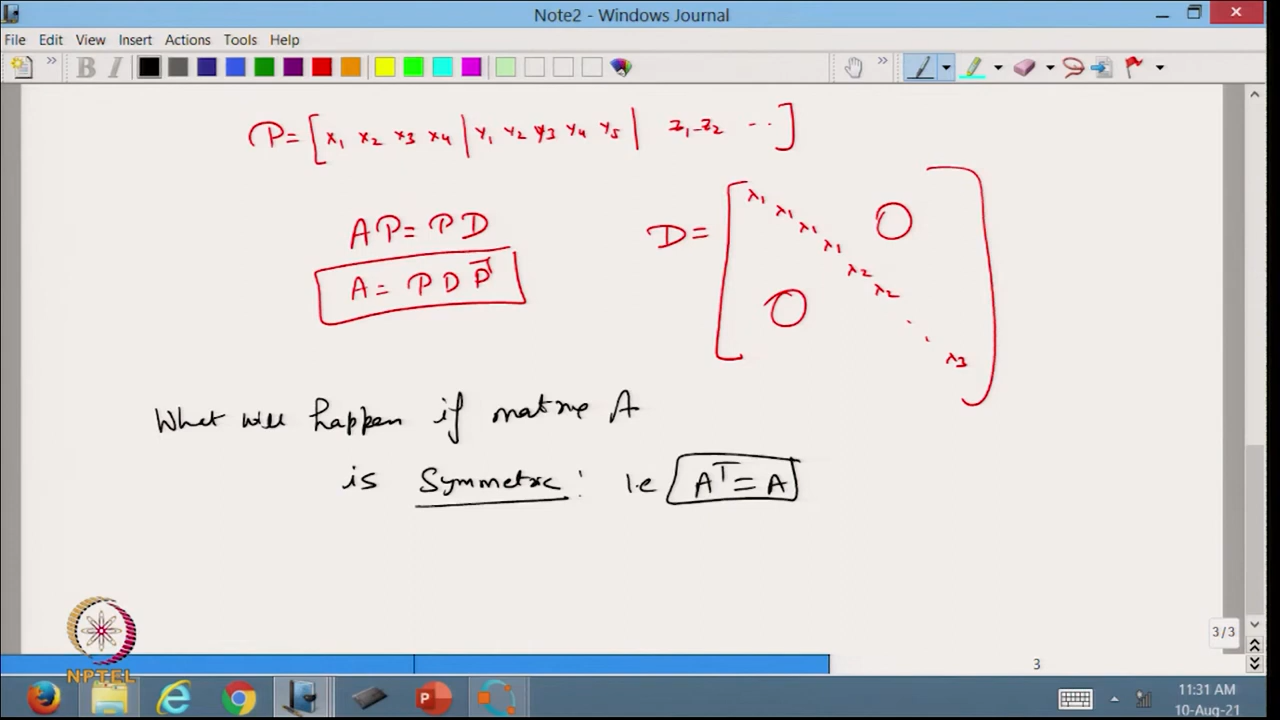 Note2 - Windows Journal
File Edit View Insert Actions Tools Help
P = [x₁ x₂ x₃ x₄ | y₁ y₂ y₃ y₄ y₅ | z₁ - z₂ ...]
AP = PD
A = P D Pᵀ
D = [λ₁ λ₁ λ₁ λ₁ λ₂ λ₂ . . λ₃] O O
What will happen if matrix A
is Symmetric : i.e Aᵀ = A
NPTEL
3/3
3
11:31 AM
10-Aug-21